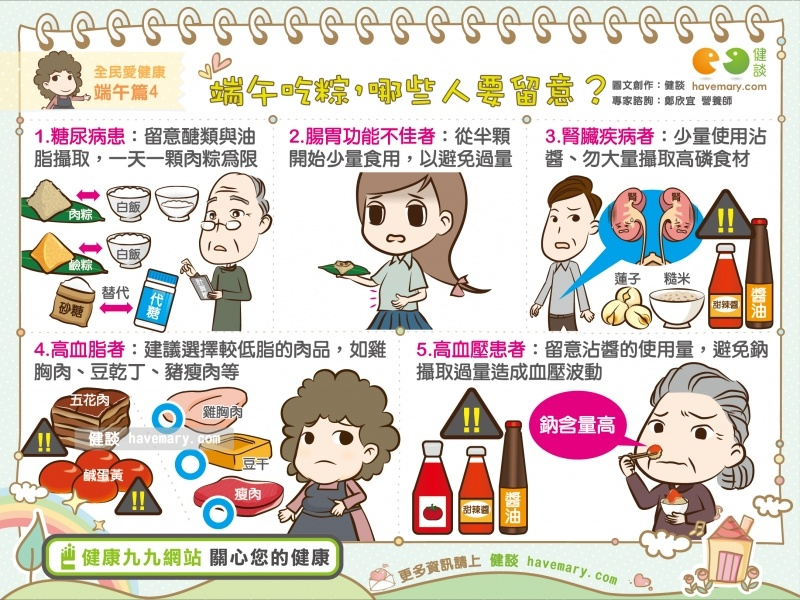 全民愛健康
端午篇4
端午吃粽，哪些人要留意？
健談
圖文創作：健談 havemary.com
專家諮詢：鄭欣宜 營養師
1.糖尿病患：留意醣類與油
脂攝取，一天一顆肉粽為限
肉粽
白飯
鹼粽
白飯
砂糖
替代
代糖
2.腸胃功能不佳者：從半顆
開始少量食用，以避免過量
3.腎臟疾病者：少量使用沾
醬、勿大量攝取高磷食材
腎
腎
!!
蓮子
糙米
甜辣醬
醬油
4.高血脂者：建議選擇較低脂的肉品，如雞
胸肉、豆乾丁、豬瘦肉等
五花肉
!!
鹹蛋黃
!!
雞胸肉
豆干
瘦肉
健談 havemary.com
5.高血壓患者：留意沾醬的使用量，避免鈉
攝取過量造成血壓波動
!!
甜辣醬
醬油
鈉含量高
健康九九網站 關心您的健康
更多資訊請上 健談 havemary.com